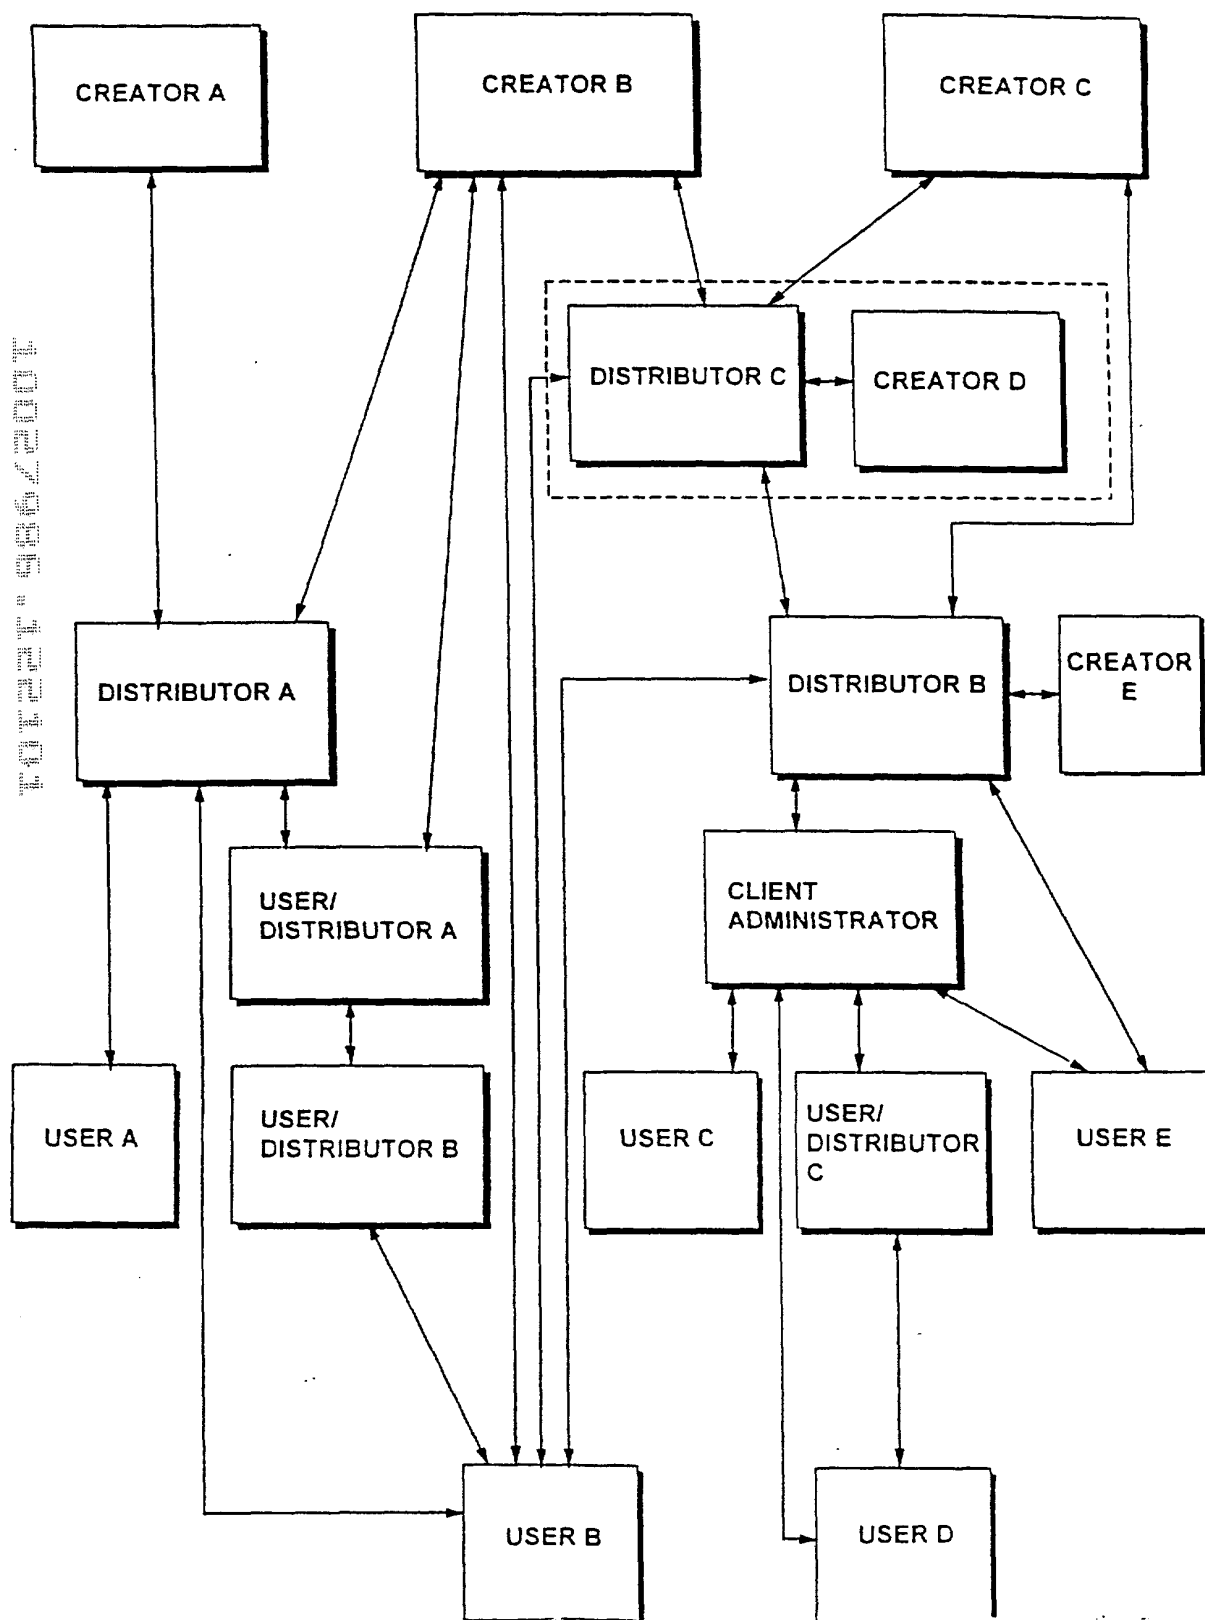 CREATOR A
CREATOR B
CREATOR C
DISTRIBUTOR C
CREATOR D
DISTRIBUTOR A
DISTRIBUTOR B
CREATOR
E
USER/
DISTRIBUTOR A
CLIENT
ADMINISTRATOR
USER A
USER/
DISTRIBUTOR B
USER C
USER/
DISTRIBUTOR
C
USER E
USER B
USER D